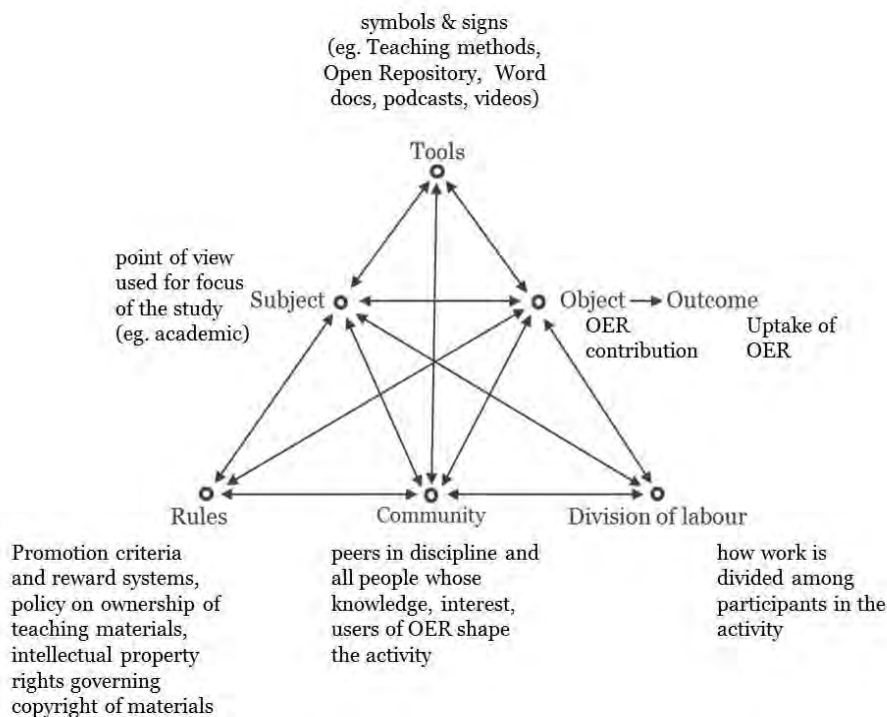 symbols & signs
(eg. Teaching methods,
Open Repository, Word
docs, podcasts, videos)
Tools
point of view
used for focus
of the study
(eg. academic)
Subject
Object
Outcome
OER
contribution
Uptake of
OER
Rules
Community
Division of labour
Promotion criteria
and reward systems,
policy on ownership of
teaching materials,
intellectual property
rights governing
copyright of materials
peers in discipline and
all people whose
knowledge, interest,
users of OER shape
the activity
how work is
divided among
participants in the
activity